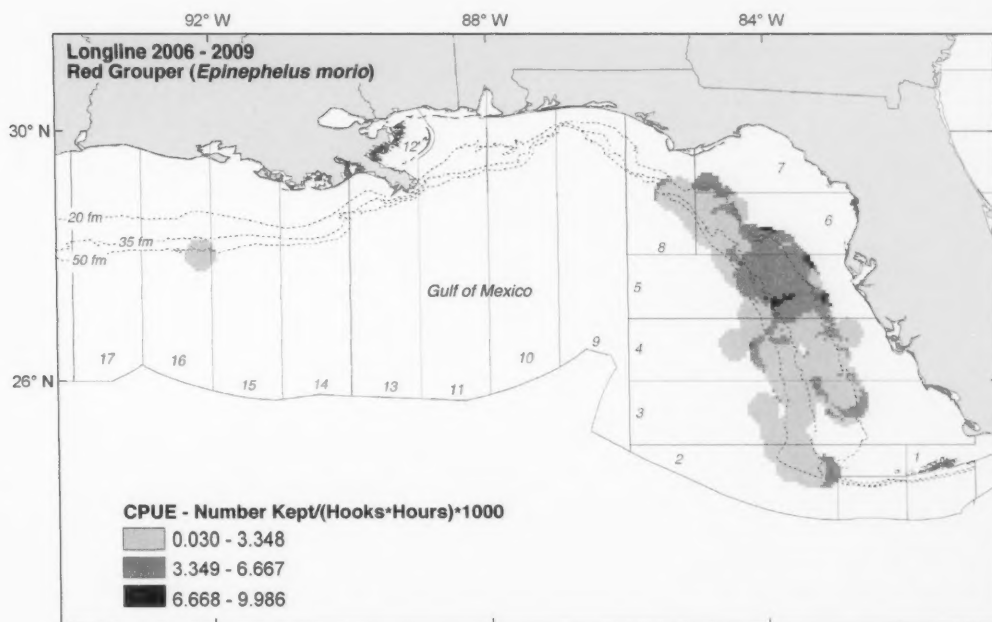 92° W 88° W 84° W
Longline 2006 - 2009
Red Grouper (Epinephelus morio)
30° N
12
7
20 fm
6
35 fm
8
50 fm
5
Gulf of Mexico
9
4
10
17 16
26° N
15 14 13 11
3
2
1
CPUE - Number Kept/(Hooks*Hours)*1000
0.030 - 3.348
3.349 - 6.667
6.668 - 9.986